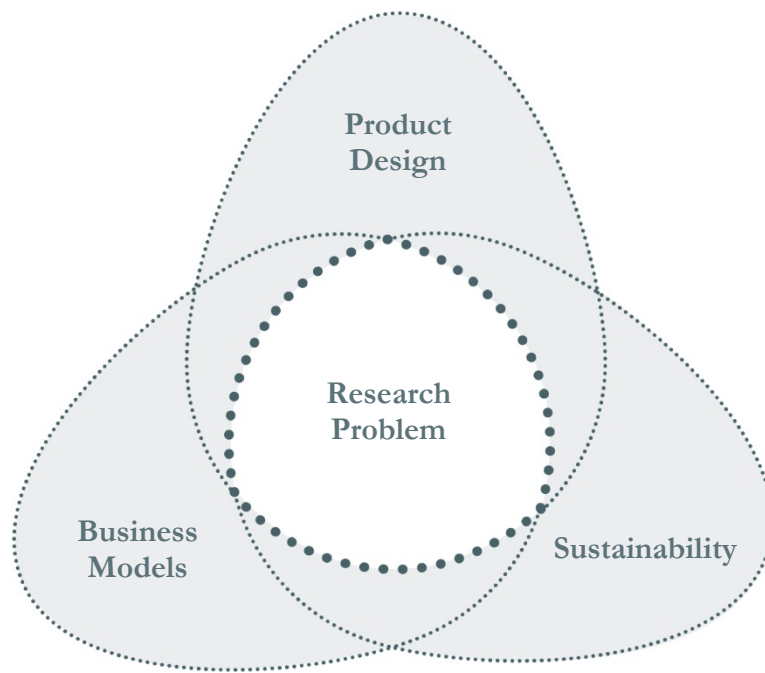 Product
Design
Research
Problem
Business
Models
Sustainability